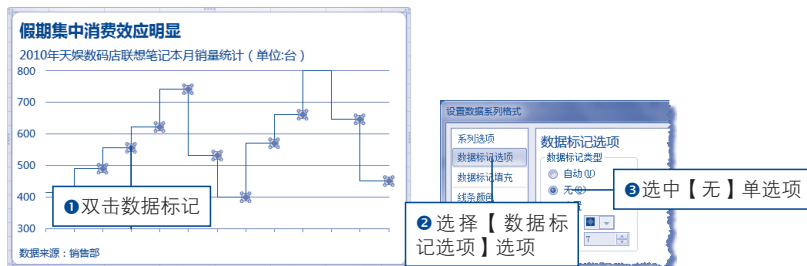 假期集中消费效应明显
2010年天娱数码店联想笔记本月销量统计（单位:台）
800
700
600
500
400
300
❶双击数据标记
数据来源：销售部
设置数据系列格式
系列选项
数据标记选项
数据标记填充
线条颜色
数据标记选项
数据标记类型
自动(U)
无(O)
7
❷选择【数据标
记选项】选项
❸选中【无】单选项